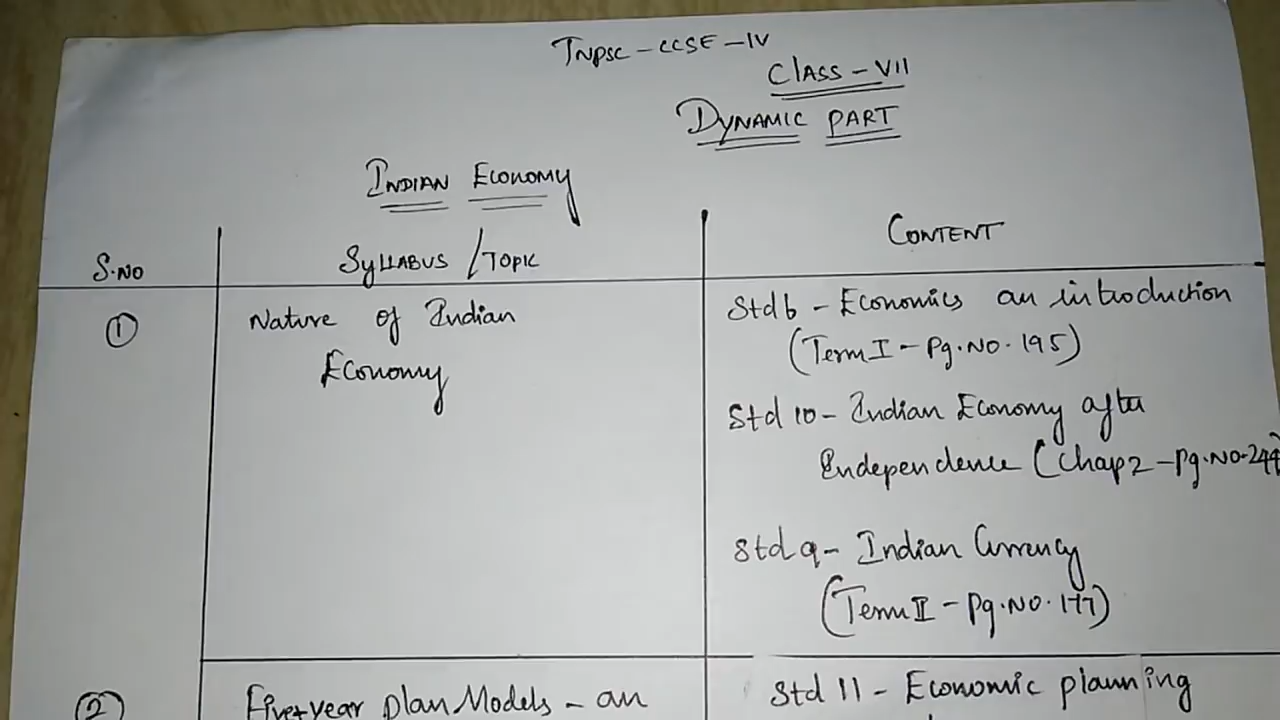 TNPSC - CCSE - IV
CLASS - VII
DYNAMIC PART
INDIAN ECONOMY
S.NO
SYLLABUS / TOPIC
CONTENT
①
Nature of Indian
Economy
Std 6 - Economics an introduction
(Term I - Pg.No. 195)
Std 10 - Indian Economy after
Independence (Chap 2 - Pg.No.
Std 9 - Indian Currency
(Term II - Pg.No. 177)
②
Five year plan Models - an
Std 11 - Economic planning